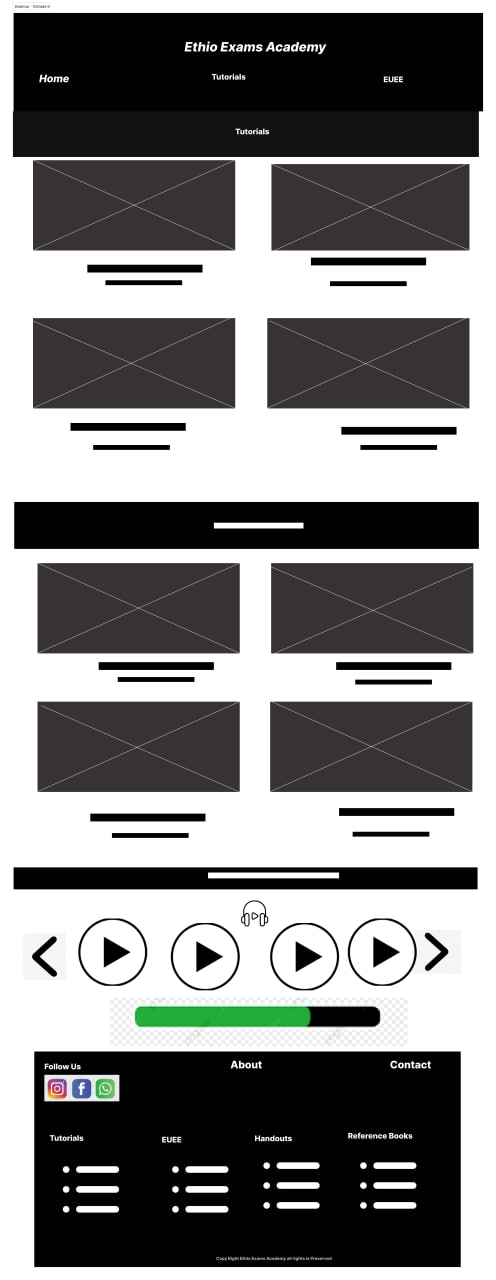 Ethio Exams Academy
Home
Tutorials
EUEE
Tutorials
Follow Us
About
Contact
Tutorials
EUEE
Handouts
Reference Books
Copy Right Ethio Exams Academy all rights is Preserved